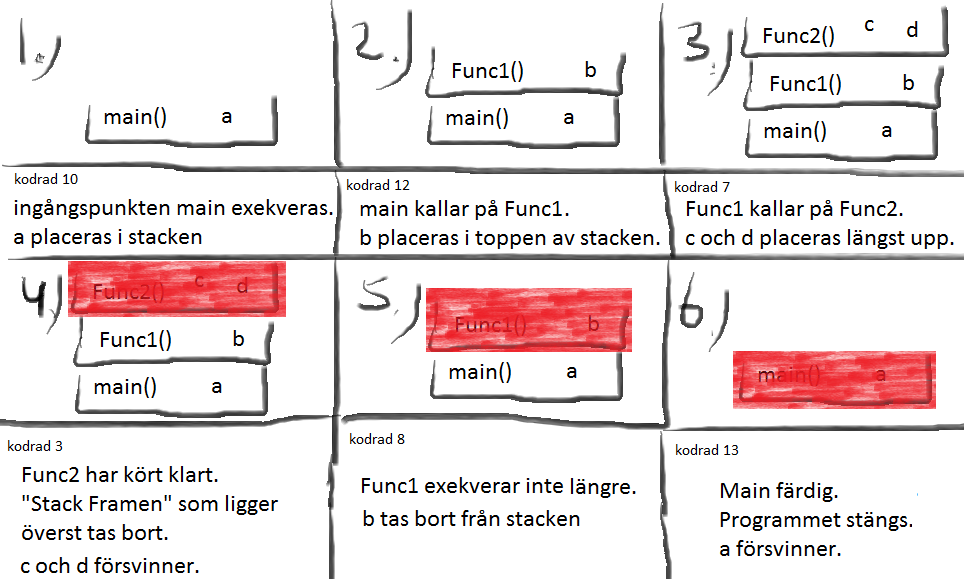 1.)
main() a
2.)
Func1() b
main() a
3.)
Func2() c d
Func1() b
main() a
kodrad 10
ingångspunkten main exekveras.
a placeras i stacken
kodrad 12
main kallar på Func1.
b placeras i toppen av stacken.
kodrad 7
Func1 kallar på Func2.
c och d placeras längst upp.
4.)
Func2() c d
Func1() b
main() a
5.)
Func1() b
main() a
6.)
main() a
kodrad 3
Func2 har kört klart.
"Stack Framen" som ligger
överst tas bort.
c och d försvinner.
kodrad 8
Func1 exekverar inte längre.
b tas bort från stacken
kodrad 13
Main färdig.
Programmet stängs.
a försvinner.